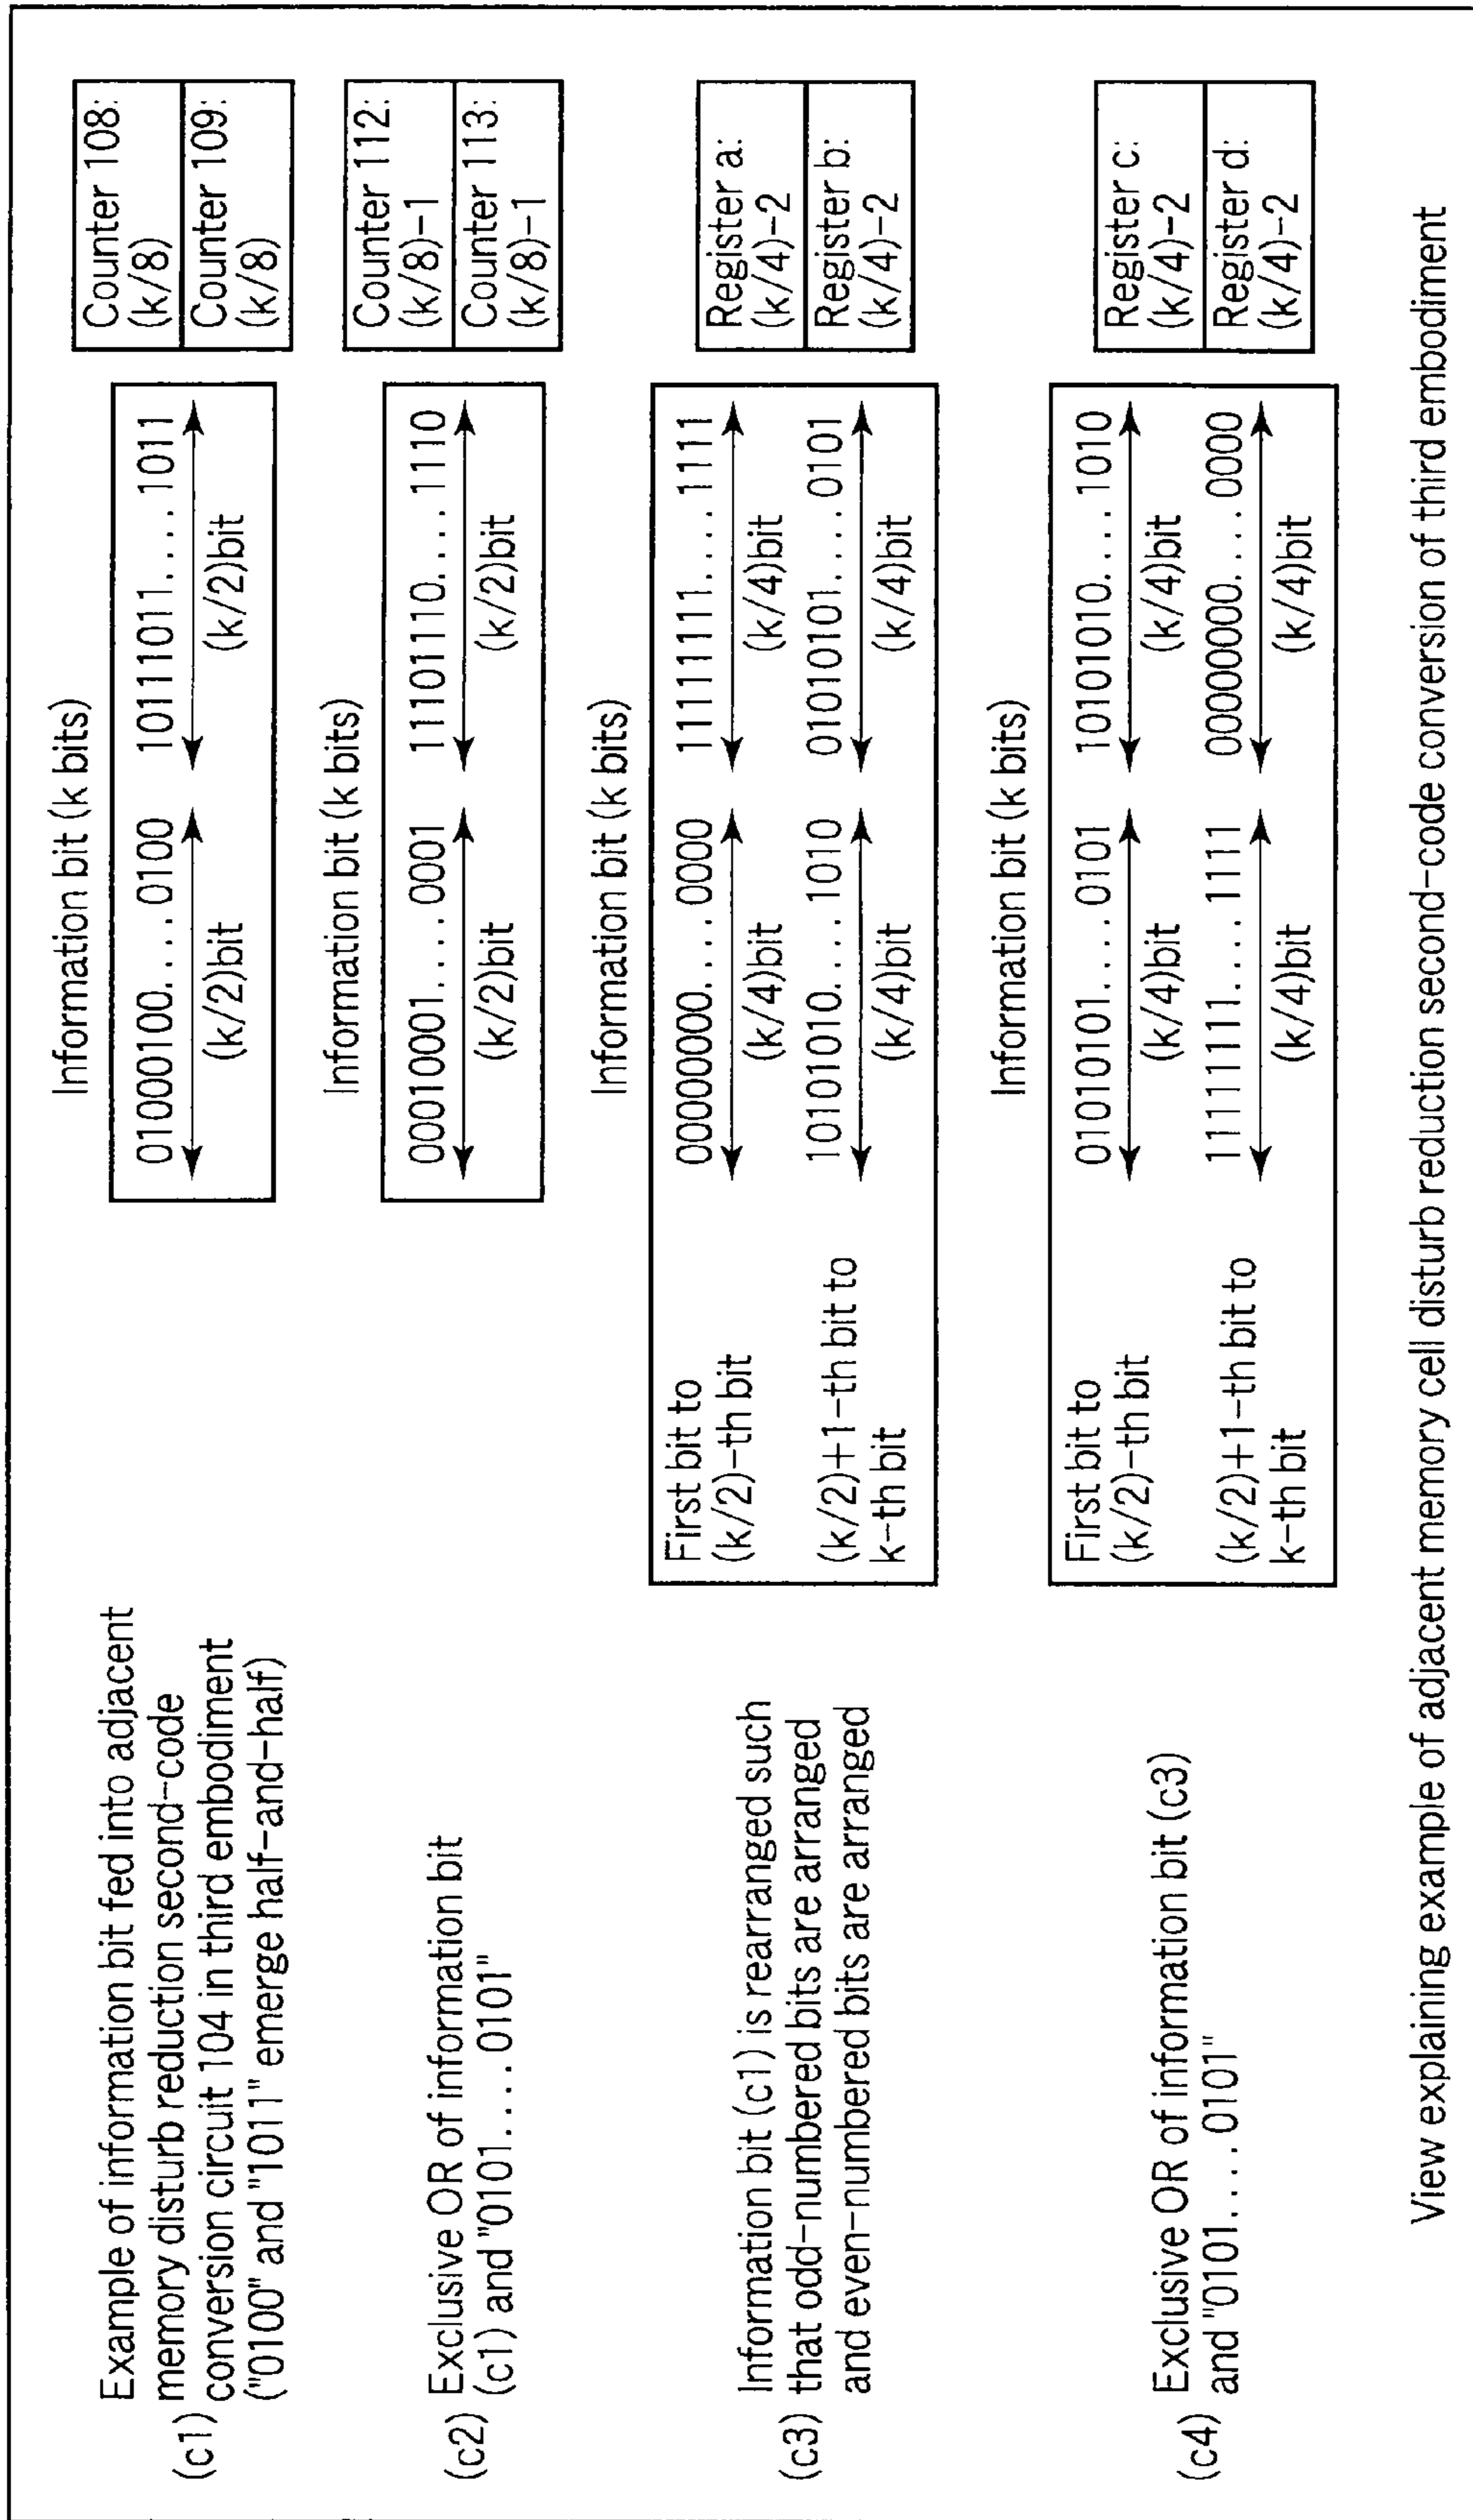 (c1)
Example of information bit fed into adjacent
memory disturb reduction second-code
conversion circuit 104 in third embodiment
("0100" and "1011" emerge half-and-half)
Information bit (k bits)
01000100....0100 10111011....1011
(k/2)bit (k/2)bit
Counter 108:
(k/8)
Counter 109:
(k/8)
(c2)
Exclusive OR of information bit
(c1) and "0101....0101"
Information bit (k bits)
00010001....0001 11101110....1110
(k/2)bit (k/2)bit
Counter 112:
(k/8)-1
Counter 113:
(k/8)-1
(c3)
Information bit (c1) is rearranged such
that odd-numbered bits are arranged
and even-numbered bits are arranged
Information bit (k bits)
First bit to
(k/2)-th bit
00000000....0000 11111111....1111
(k/4)bit (k/4)bit
(k/2)+1-th bit to
k-th bit
10101010....1010 01010101....0101
(k/4)bit (k/4)bit
Register a:
(k/4)-2
Register b:
(k/4)-2
(c4)
Exclusive OR of information bit (c3)
and "0101....0101"
Information bit (k bits)
First bit to
(k/2)-th bit
01010101....0101 10101010....1010
(k/4)bit (k/4)bit
(k/2)+1-th bit to
k-th bit
11111111....1111 00000000....0000
(k/4)bit (k/4)bit
Register c:
(k/4)-2
Register d:
(k/4)-2
View explaining example of adjacent memory cell disturb reduction second-code conversion of third embodiment